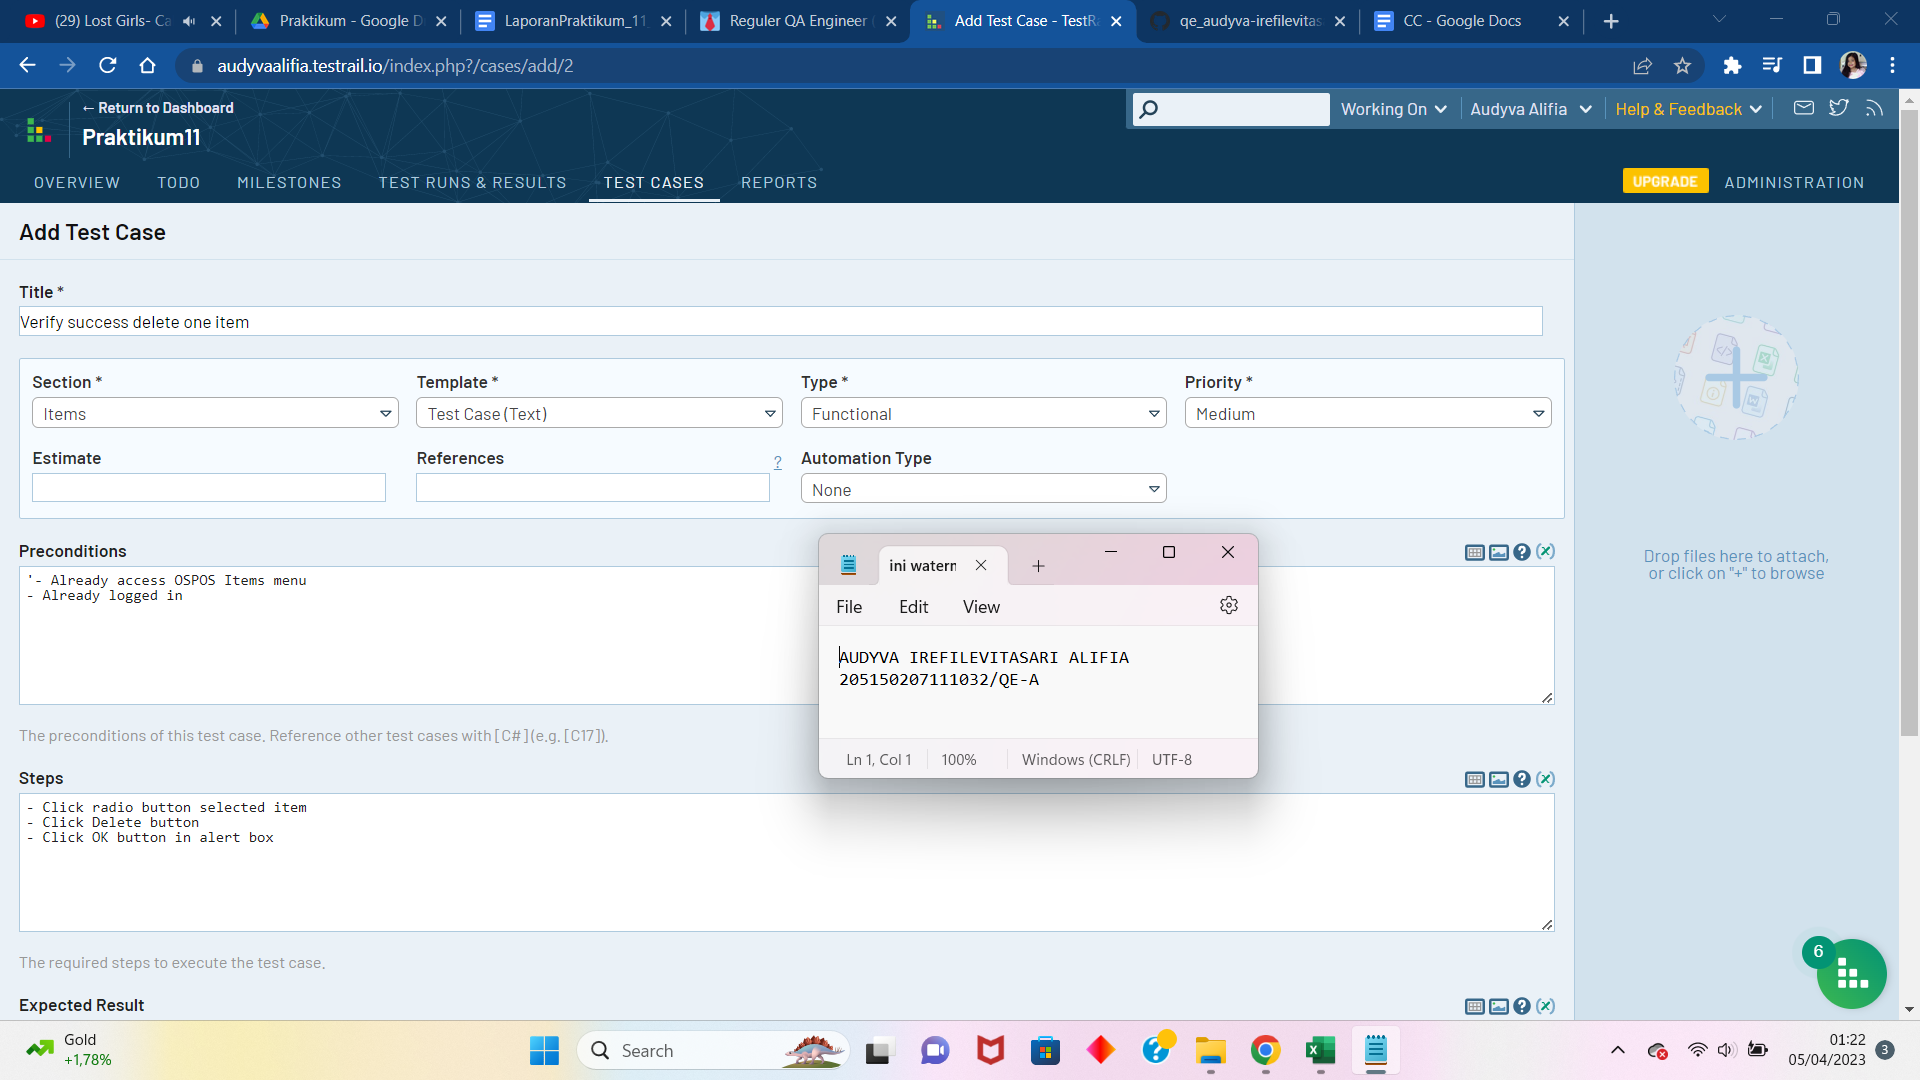 (29) Lost Girls- Ca
Praktikum - Google D
LaporanPraktikum_11
Reguler QA Engineer
Add Test Case - TestRa
qe_audyva-irefilevitas
CC - Google Docs
audyvaalifia.testrail.io/index.php?/cases/add/2
← Return to Dashboard
Praktikum11
Working On
Audyva Alifia
Help & Feedback
OVERVIEW
TODO
MILESTONES
TEST RUNS & RESULTS
TEST CASES
REPORTS
UPGRADE
ADMINISTRATION
Add Test Case
Title *
Verify success delete one item
Section *
Template *
Type *
Priority *
Items
Test Case (Text)
Functional
Medium
Estimate
References
?
Automation Type
None
Preconditions
'- Already access OSPOS Items menu
- Already logged in
The preconditions of this test case. Reference other test cases with [C#] (e.g. [C17]).
Steps
- Click radio button selected item
- Click Delete button
- Click OK button in alert box
The required steps to execute the test case.
Expected Result
ini watern
File
Edit
View
AUDYVA IREFILEVITASARI ALIFIA
205150207111032/QE-A
Ln 1, Col 1
100%
Windows (CRLF)
UTF-8
Drop files here to attach,
or click on "+" to browse
6
Gold
+1,78%
Search
01:22
05/04/2023
3